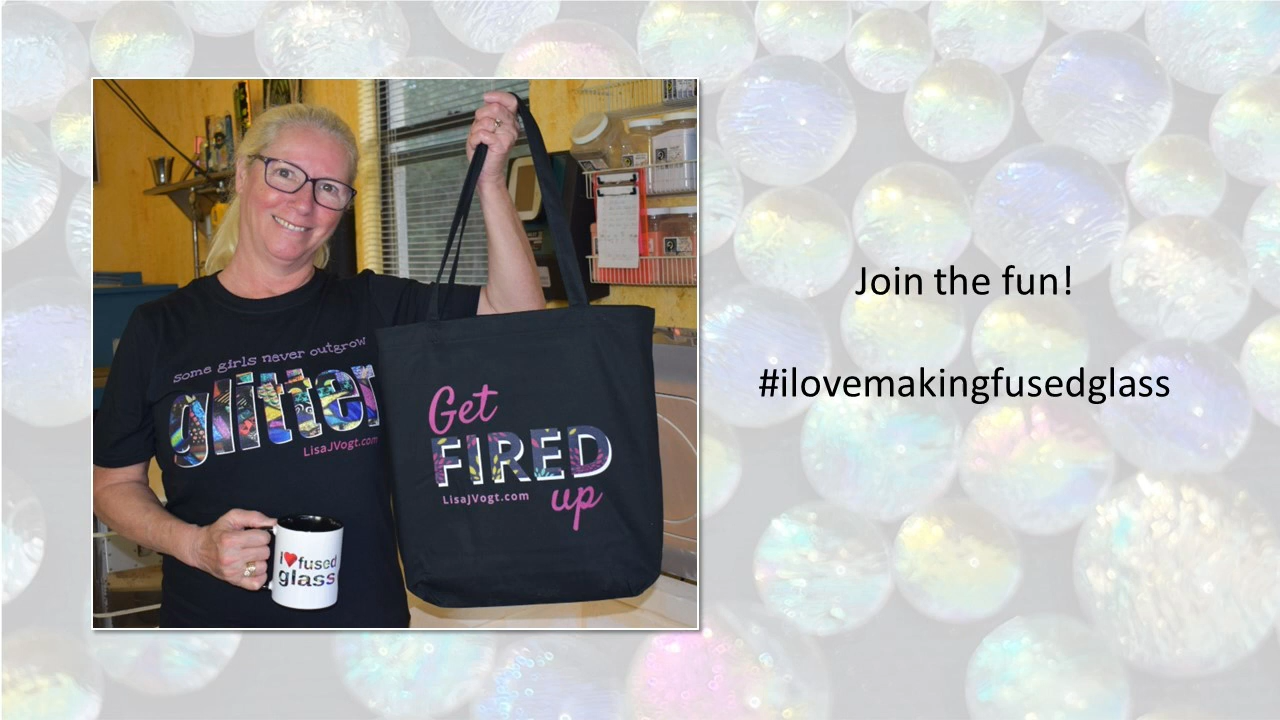 some girls never outgrow
glitter
LisaJVogt.com
Get
FIRED
up
LisaJVogt.com
I♥fused
glass
Join the fun!
#ilovemakingfusedglass